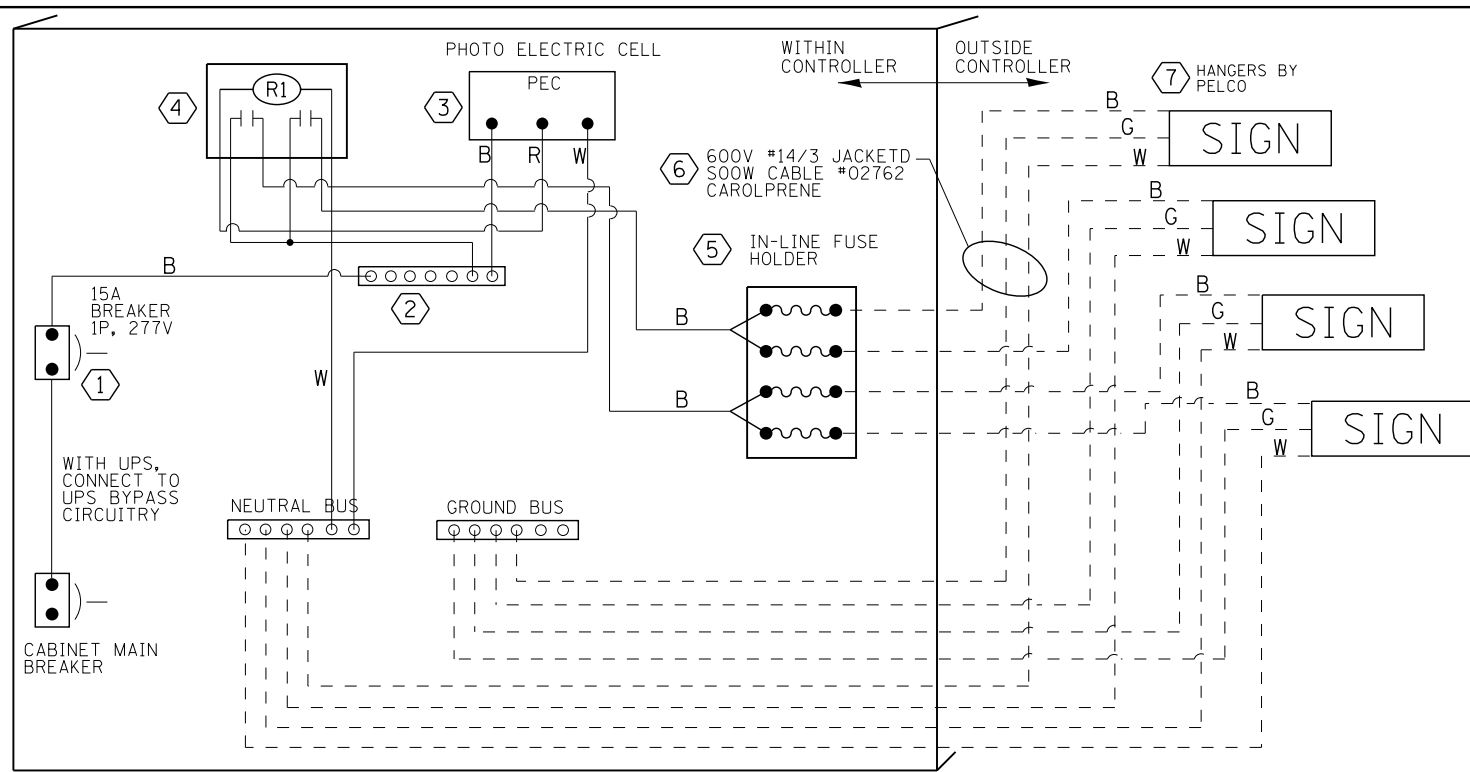 PHOTO ELECTRIC CELL
WITHIN
CONTROLLER
OUTSIDE
CONTROLLER
7
HANGERS BY
PELCO
R1
4
3
PEC
B
R
W
6
600V #14/3 JACKETD
SOOW CABLE #02762
CAROLPRENE
B
G
W
SIGN
B
G
W
SIGN
5
IN-LINE FUSE
HOLDER
B
2
15A
BREAKER
1P, 277V
1
B
G
W
SIGN
B
W
B
B
G
W
SIGN
WITH UPS,
CONNECT TO
UPS BYPASS
CIRCUITRY
NEUTRAL BUS
GROUND BUS
CABINET MAIN
BREAKER